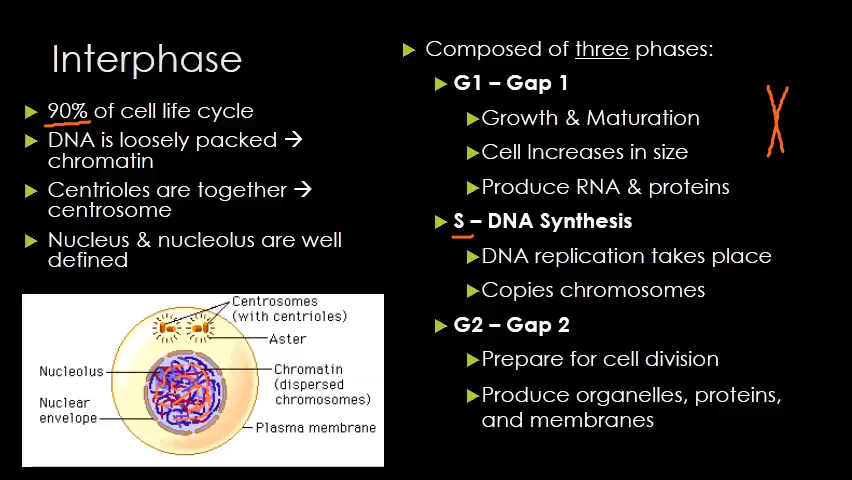 Interphase
90% of cell life cycle
DNA is loosely packed →
chromatin
Centrioles are together →
centrosome
Nucleus & nucleolus are well
defined
Centrosomes
(with centrioles)
Aster
Nucleolus
Chromatin
(dispersed
chromosomes)
Nuclear
envelope
Plasma membrane
Composed of three phases:
G1 – Gap 1
Growth & Maturation
Cell Increases in size
Produce RNA & proteins
S – DNA Synthesis
DNA replication takes place
Copies chromosomes
G2 – Gap 2
Prepare for cell division
Produce organelles, proteins,
and membranes